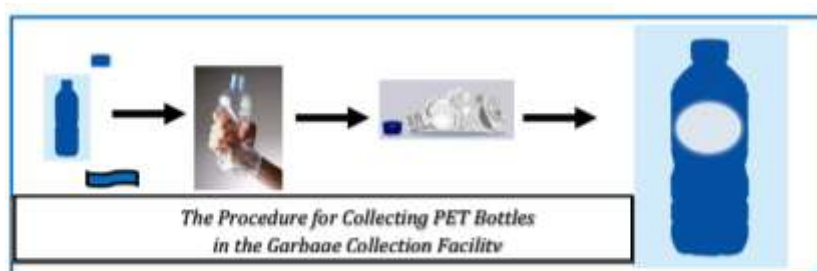 The Procedure for Collecting PET Bottles
in the Garbage Collection Facility